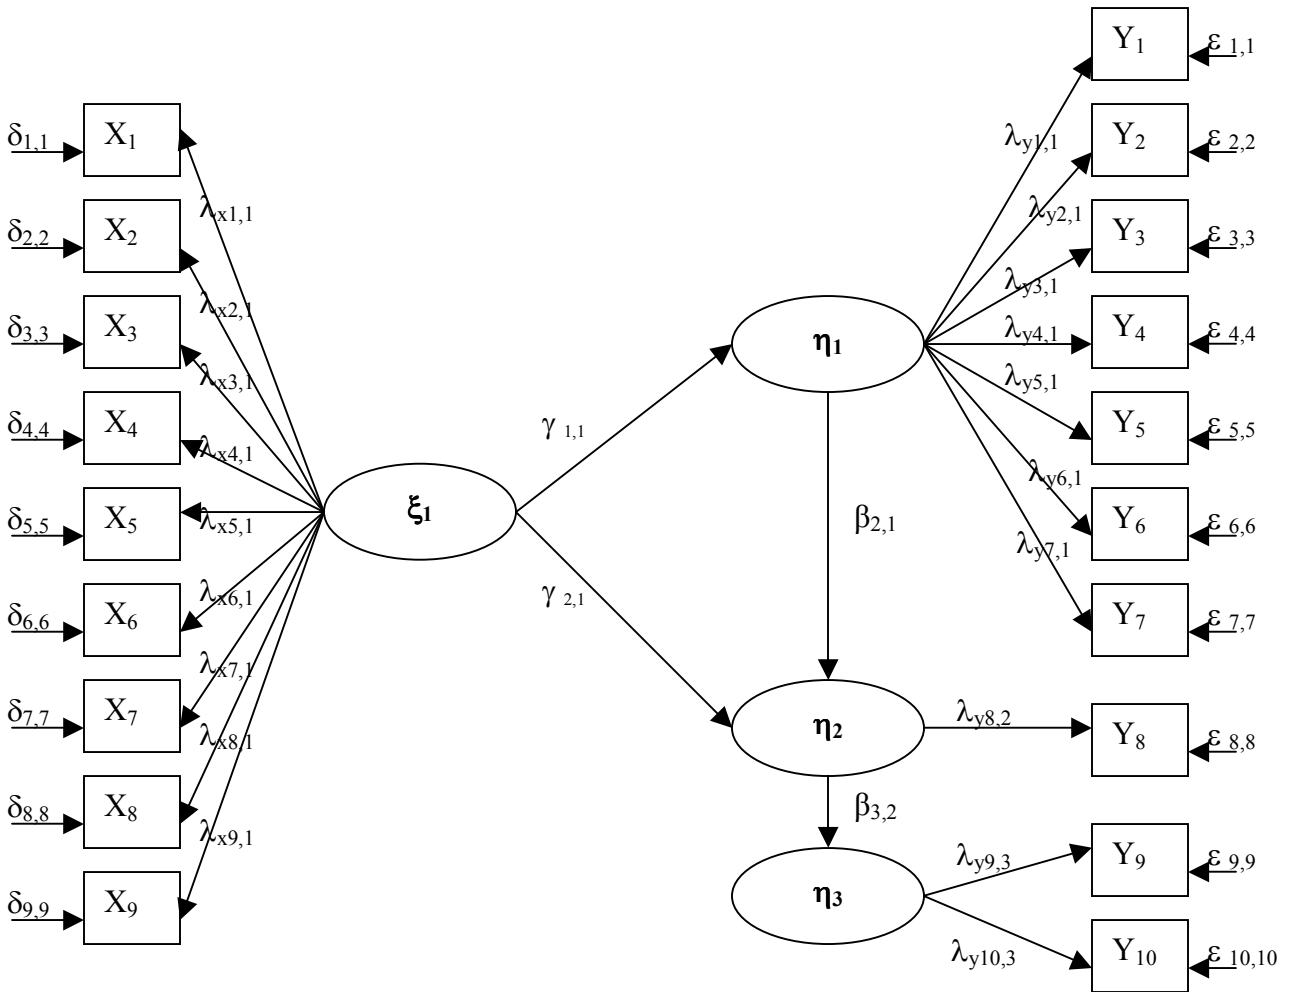 Y₁
ε 1,1
δ1,1
X₁
λy1,1
Y₂
ε 2,2
λx1,1
λy2,1
δ2,2
X₂
Y₃
ε 3,3
λx2,1
λy3,1
δ3,3
X₃
η₁
λy4,1
Y₄
ε 4,4
λx3,1
λy5,1
δ4,4
X₄
γ 1,1
Y₅
ε 5,5
λx4,1
λy6,1
δ5,5
X₅
λx5,1
ξ₁
β2,1
Y₆
ε 6,6
λy7,1
λx6,1
γ 2,1
δ6,6
X₆
Y₇
ε 7,7
λx7,1
δ7,7
X₇
η₂
λy8,2
Y₈
ε 8,8
λx8,1
δ8,8
X₈
β3,2
λx9,1
λy9,3
Y₉
ε 9,9
δ9,9
X₉
η₃
λy10,3
Y₁₀
ε 10,10